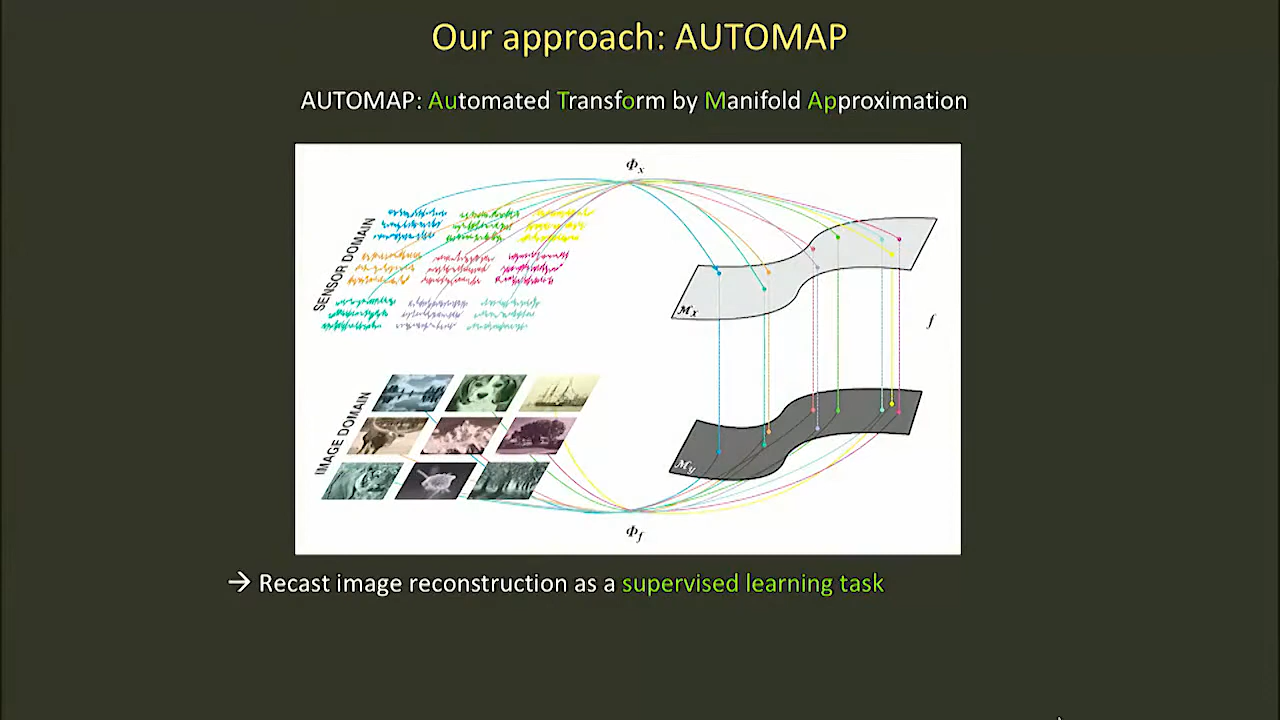 Our approach: AUTOMAP
AUTOMAP: Automated Transform by Manifold Approximation
Φx
SENSOR DOMAIN
Mx
f
IMAGE DOMAIN
My
Φf
→ Recast image reconstruction as a supervised learning task